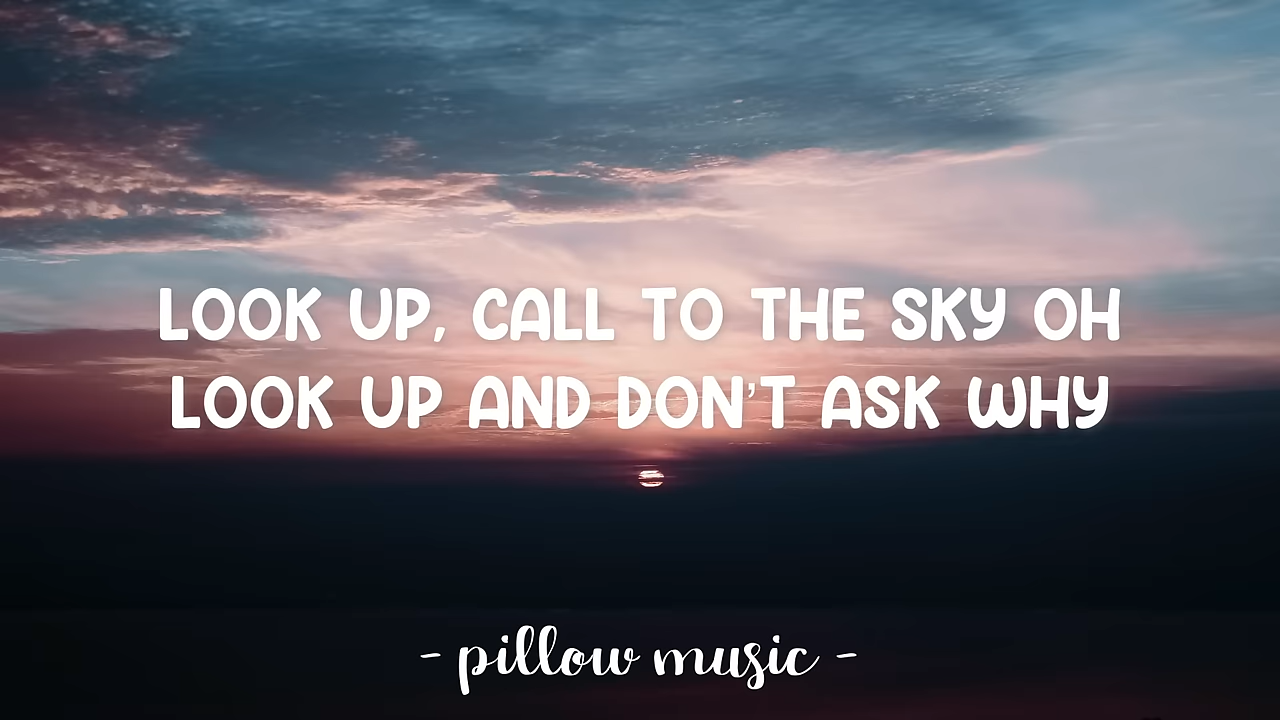 LOOK UP, CALL TO THE SKY OH
LOOK UP AND DON'T ASK WHY
- pillow music -